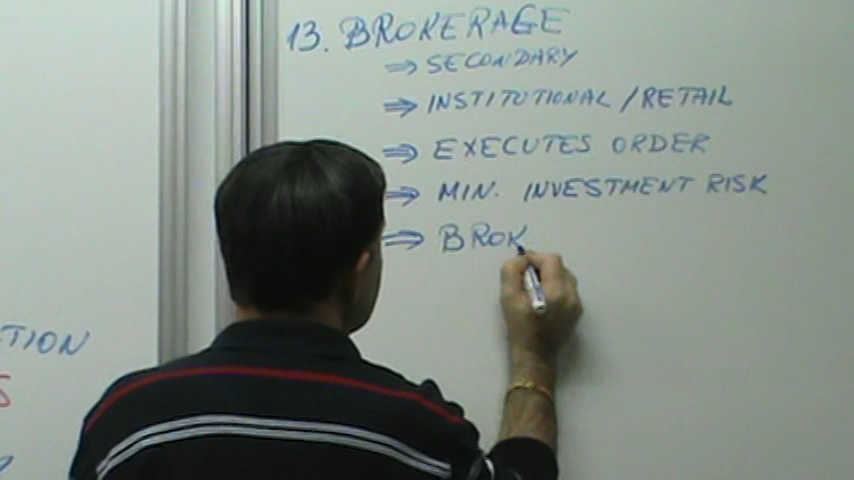 13. BROKERAGE
⇒ SECONDARY
⇒ INSTITUTIONAL / RETAIL
⇒ EXECUTES ORDER
⇒ MIN. INVESTMENT RISK
⇒ BROK
TION
S